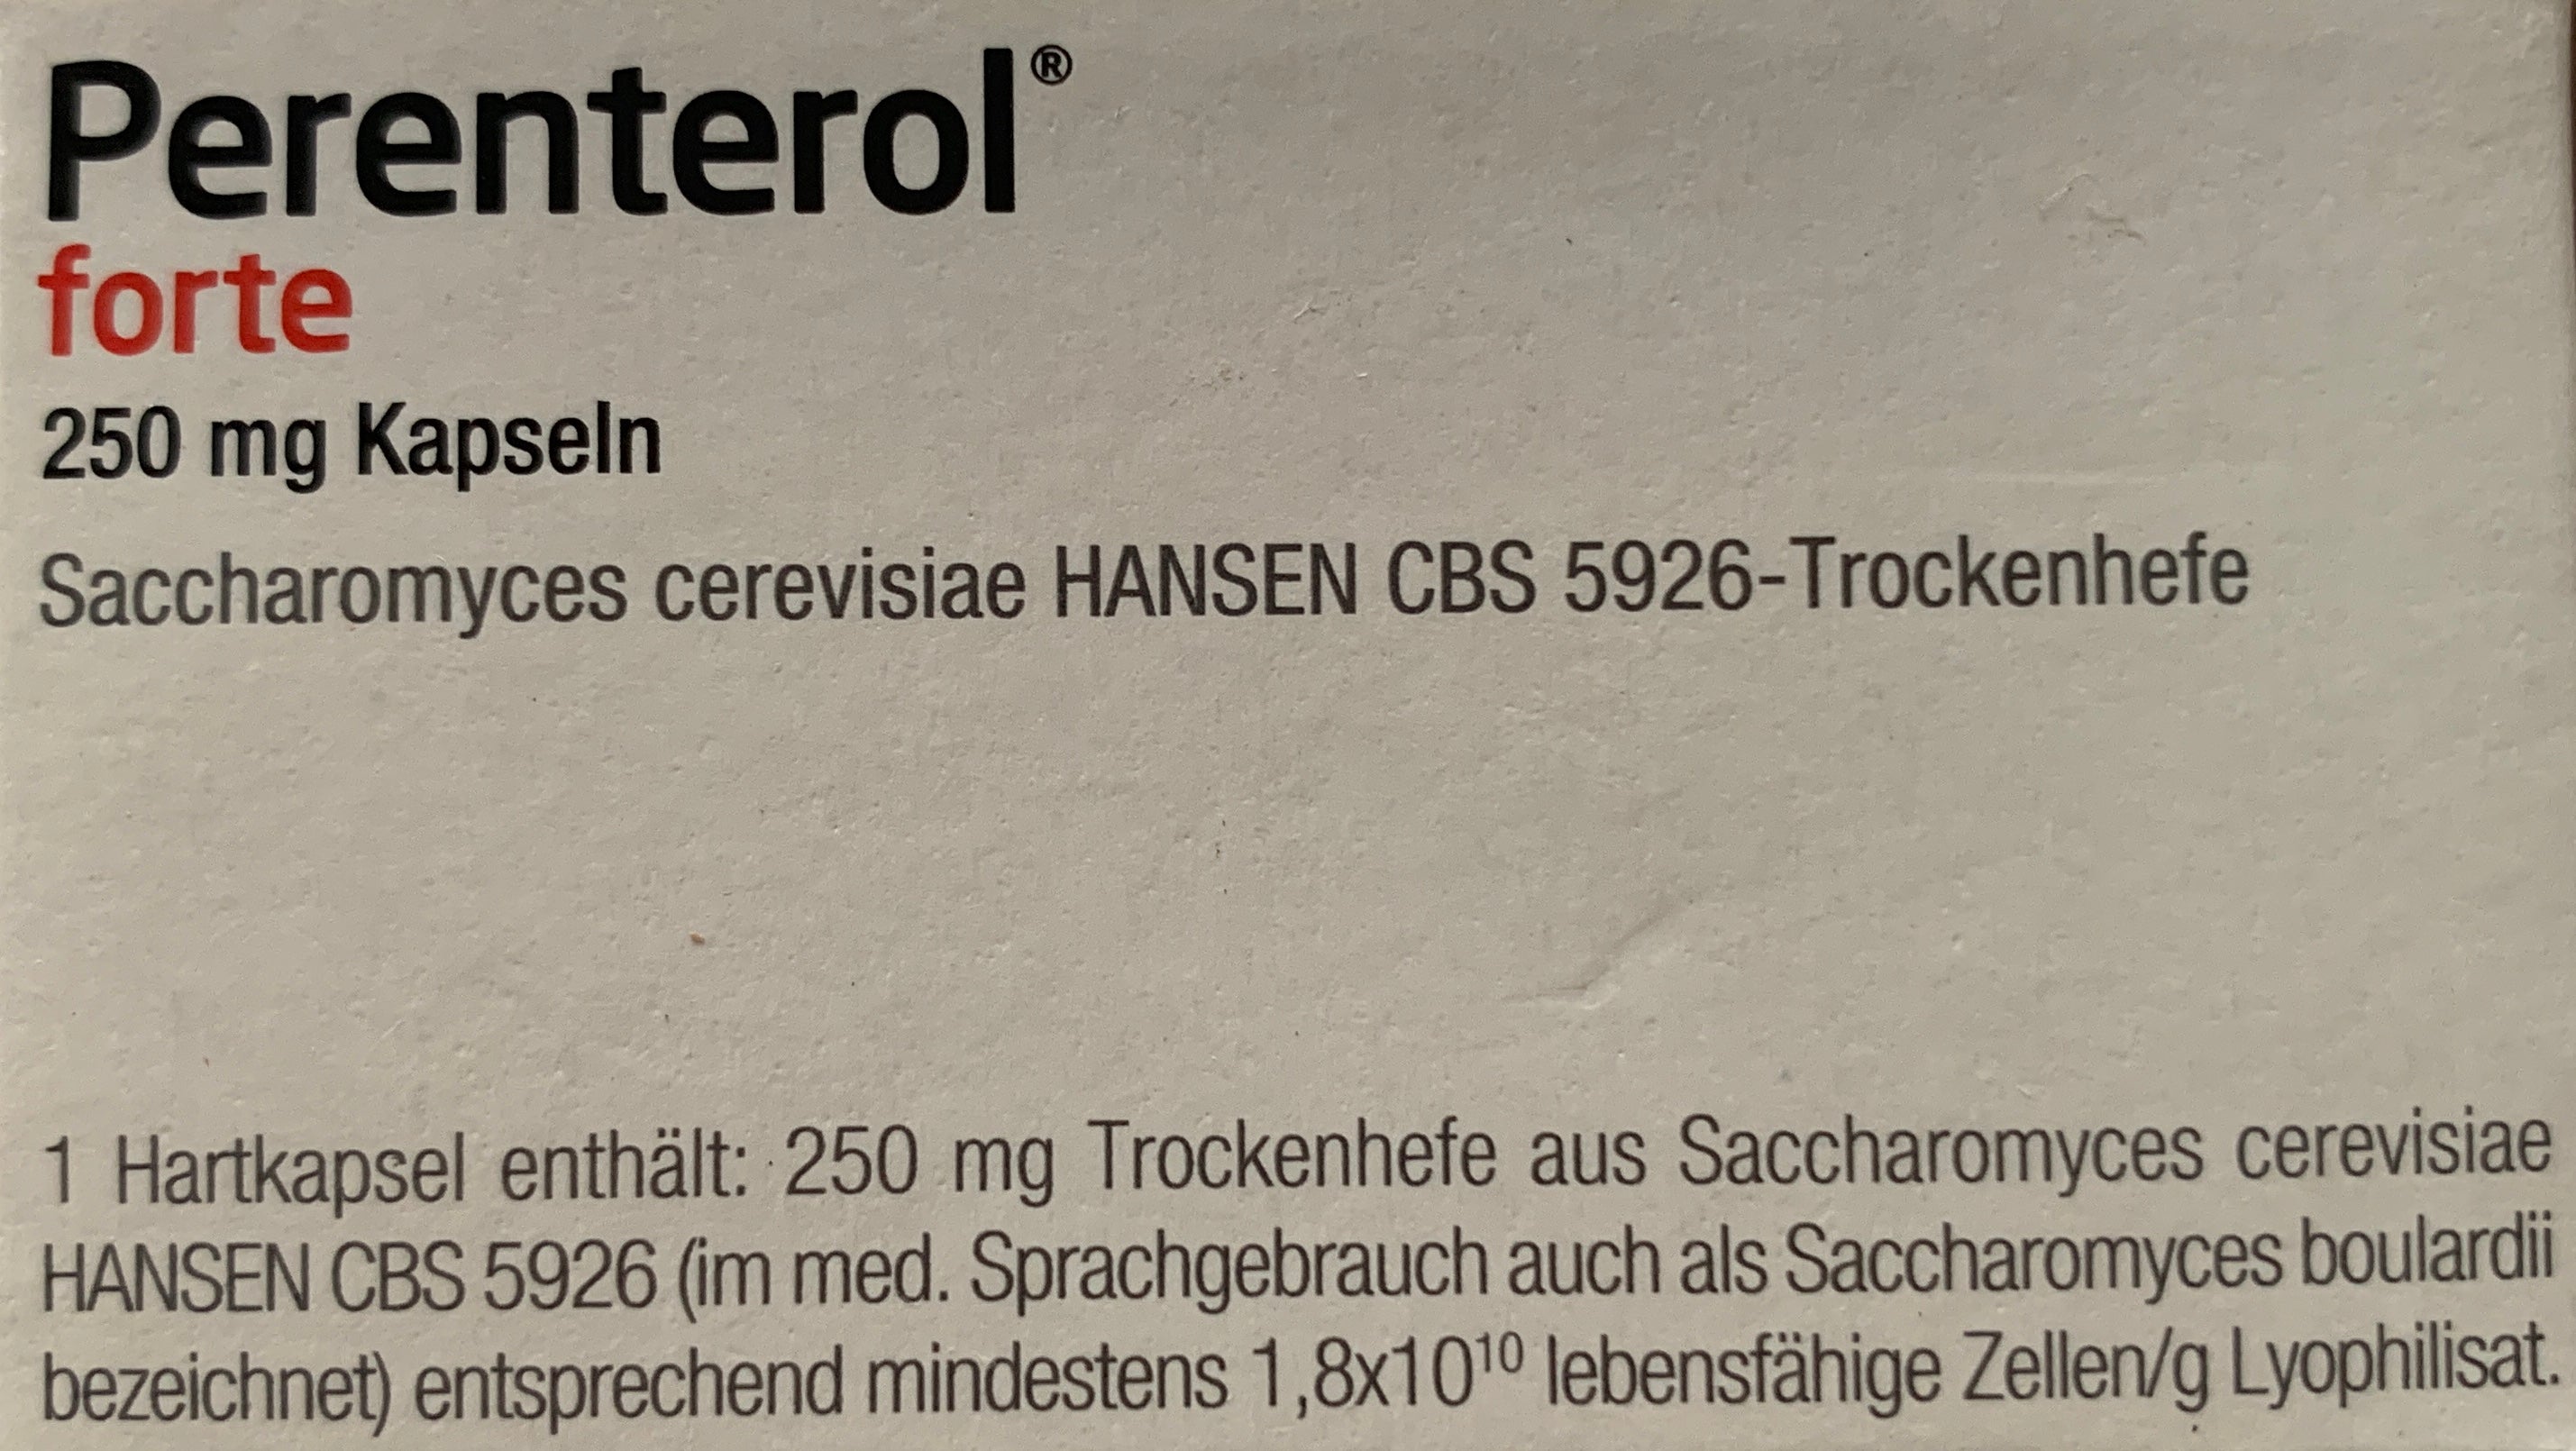 Perenterol®
forte
250 mg Kapseln
Saccharomyces cerevisiae HANSEN CBS 5926-Trockenhefe
1 Hartkapsel enthält: 250 mg Trockenhefe aus Saccharomyces cerevisiae
HANSEN CBS 5926 (im med. Sprachgebrauch auch als Saccharomyces boulardii
bezeichnet) entsprechend mindestens 1,8x10¹⁰ lebensfähige Zellen/g Lyophilisat.